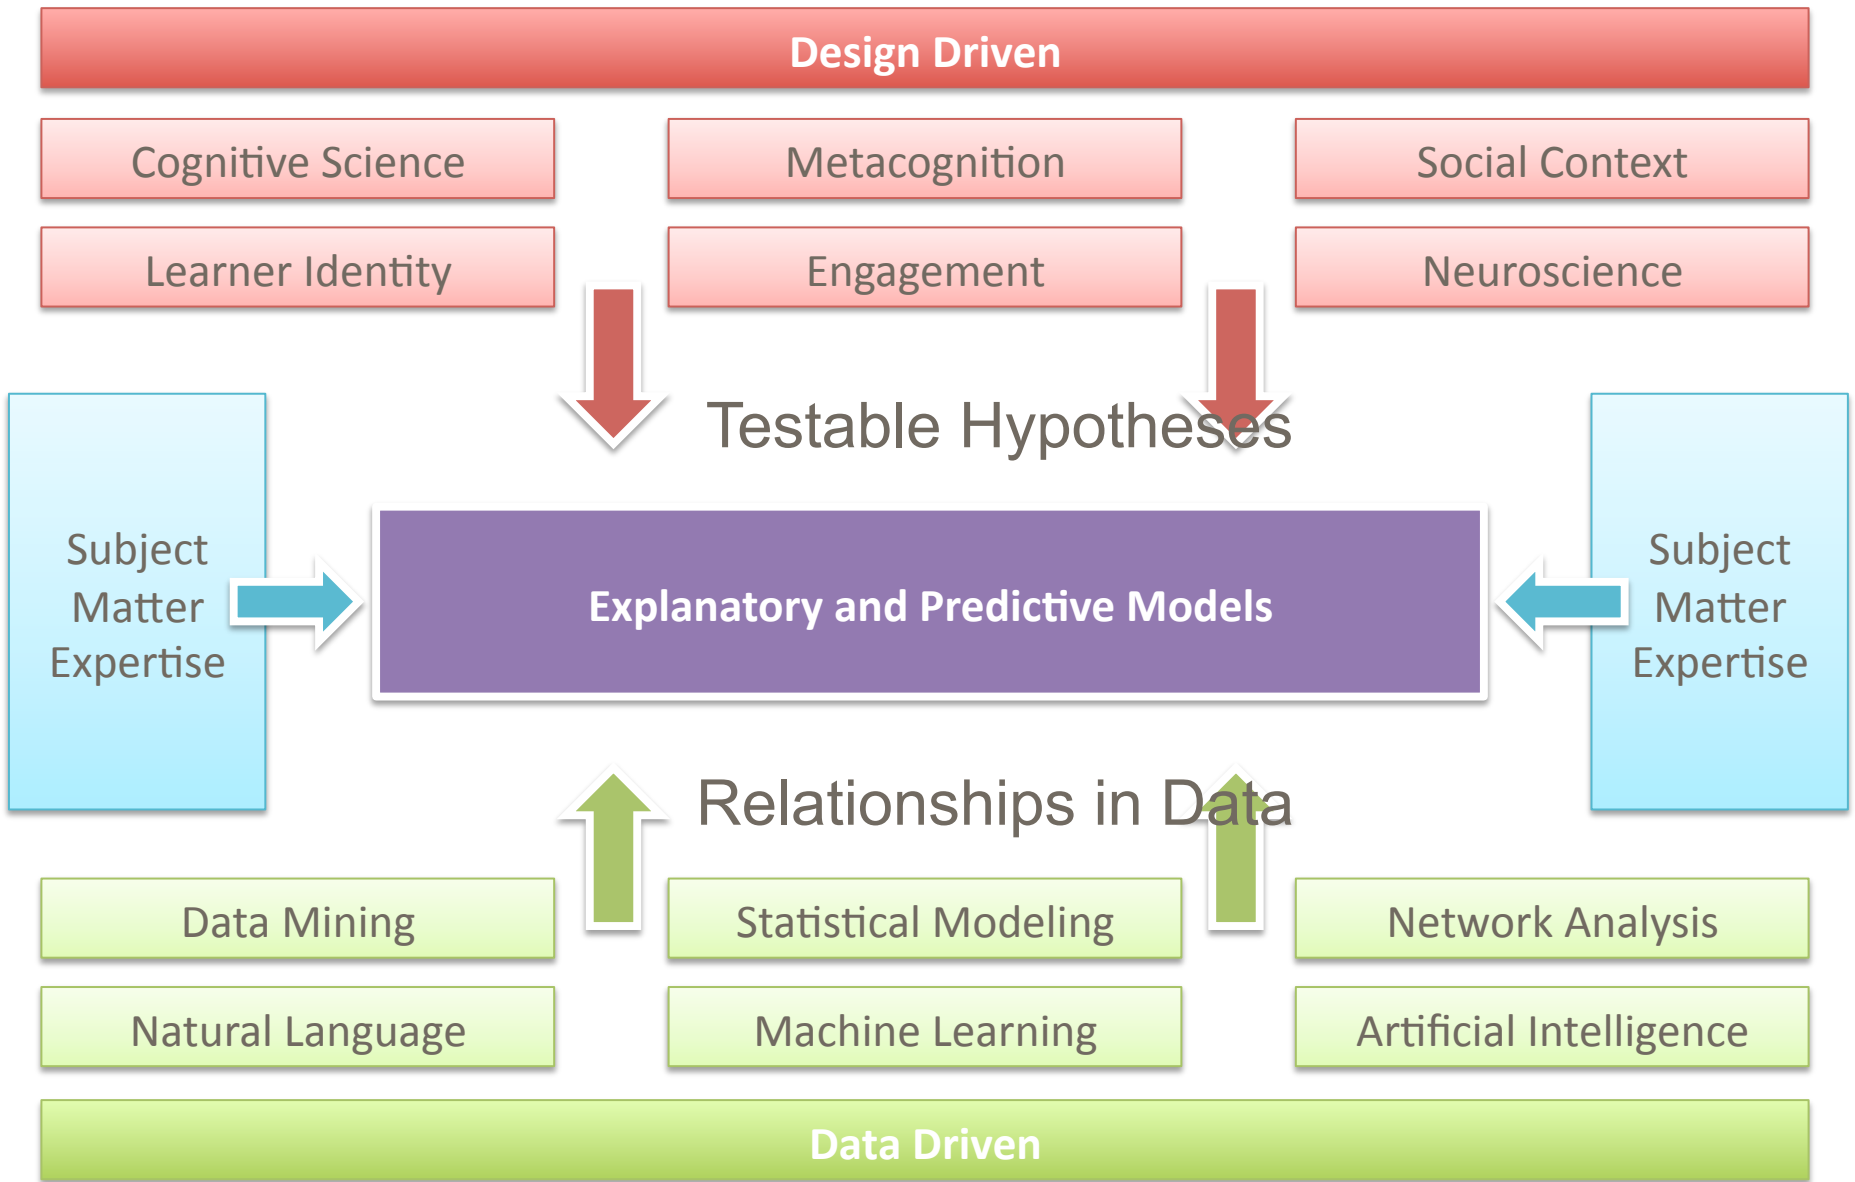 Design Driven
Cognitive Science
Metacognition
Social Context
Learner Identity
Engagement
Neuroscience
Testable Hypotheses
Subject
Matter
Expertise
Explanatory and Predictive Models
Subject
Matter
Expertise
Relationships in Data
Data Mining
Statistical Modeling
Network Analysis
Natural Language
Machine Learning
Artificial Intelligence
Data Driven